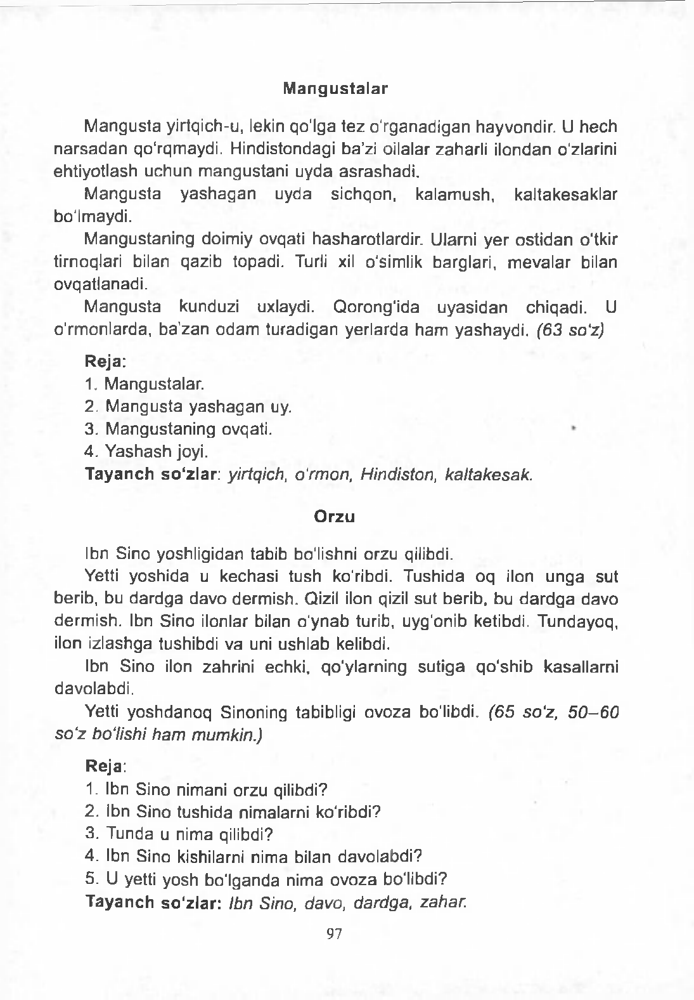 Mangustalar
Mangusta yirtqich-u, lekin qo'lga tez o'rganadigan hayvondir. U hech
narsadan qo‘rqmaydi. Hindistondagi ba’zi oilalar zaharli ilondan o‘zlarini
ehtiyotlash uchun mangustani uyda asrashadi.
Mangusta yashagan uyda sichqon, kalamush, kaltakesaklar
bo‘lmaydi.
Mangustaning doimiy ovqati hasharotlardir. Ularni yer ostidan o'tkir
tirnoqlari bilan qazib topadi. Turli xil o‘simlik barglari, mevalar bilan
ovqatlanadi.
Mangusta kunduzi uxlaydi. Qorong'ida uyasidan chiqadi. U
o'rmonlarda, ba’zan odam turadigan yerlarda ham yashaydi. (63 so‘z)
Reja:
1. Mangustalar.
2. Mangusta yashagan uy.
3. Mangustaning ovqati.
4. Yashash joyi.
Tayanch so‘zlar: yirtqich, o‘rmon, Hindiston, kaltakesak.
Orzu
Ibn Sino yoshligidan tabib bo'lishni orzu qilibdi.
Yetti yoshida u kechasi tush ko‘ribdi. Tushida oq ilon unga sut
berib, bu dardga davo dermish. Qizil ilon qizil sut berib, bu dardga davo
dermish. Ibn Sino ilonlar bilan o‘ynab turib, uyg‘onib ketibdi. Tundayoq,
ilon izlashga tushibdi va uni ushlab kelibdi.
Ibn Sino ilon zahrini echki, qo‘ylarning sutiga qo‘shib kasallarni
davolabdi.
Yetti yoshdanoq Sinoning tabibligi ovoza bo'libdi. (65 so‘z, 50–60
so‘z bo‘lishi ham mumkin.)
Reja:
1. Ibn Sino nimani orzu qilibdi?
2. Ibn Sino tushida nimalarni ko‘ribdi?
3. Tunda u nima qilibdi?
4. Ibn Sino kishilarni nima bilan davolabdi?
5. U yetti yosh bo‘lganda nima ovoza bo‘libdi?
Tayanch so‘zlar: Ibn Sino, davo, dardga, zahar.
97